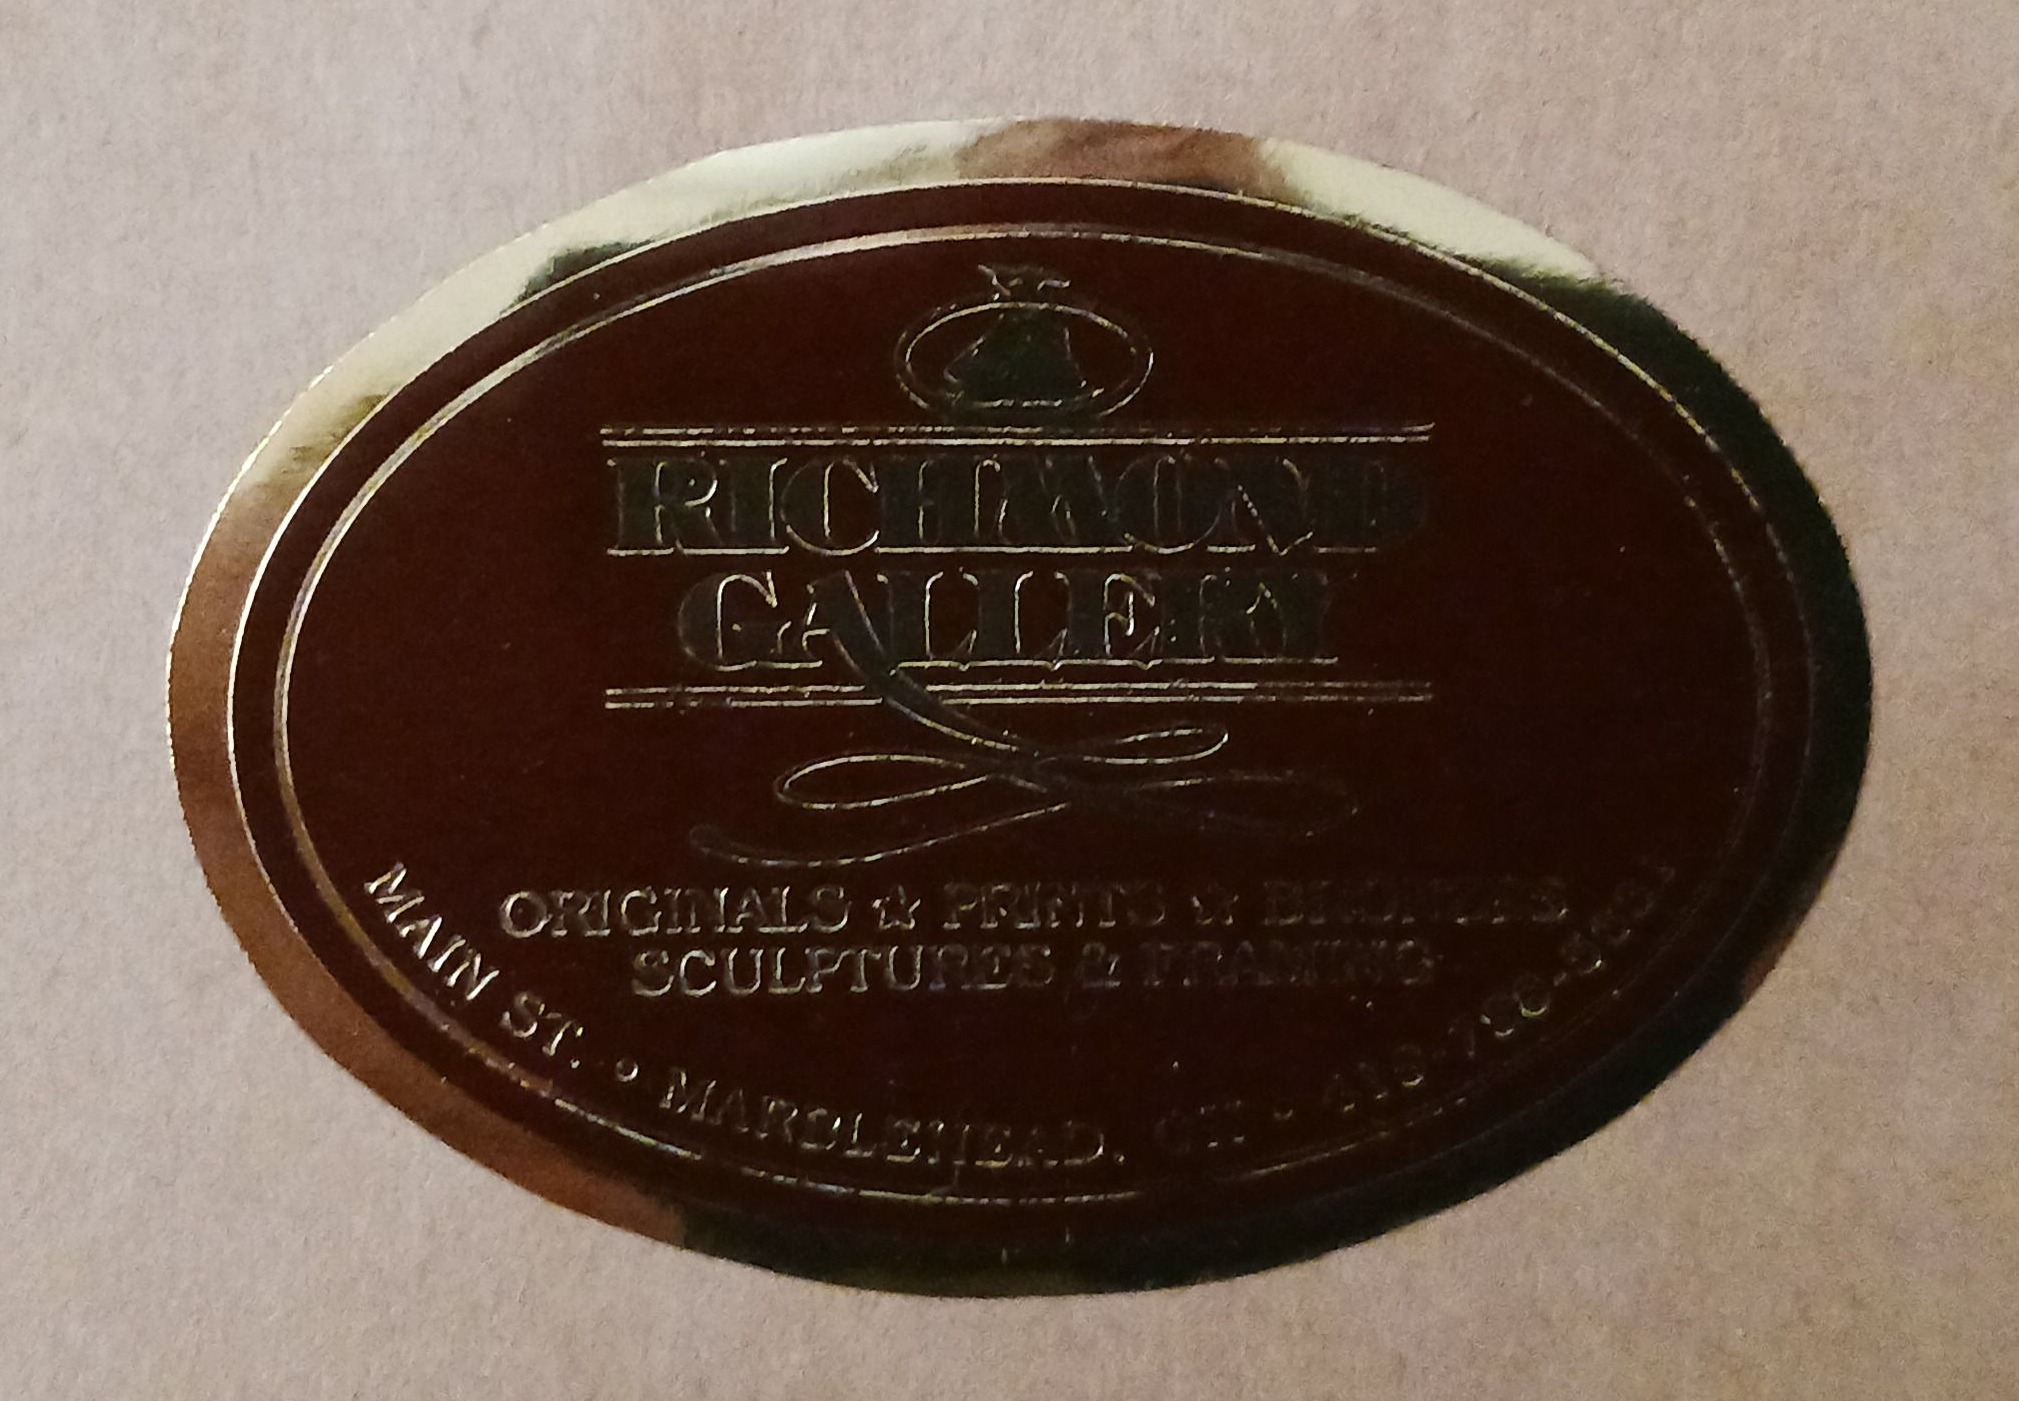 RICHMOND
GALLERY
ORIGINALS ☆ PRINTS ☆ BRONZES
SCULPTURES & FRAMING
MAIN ST. • MARBLEHEAD, OH •